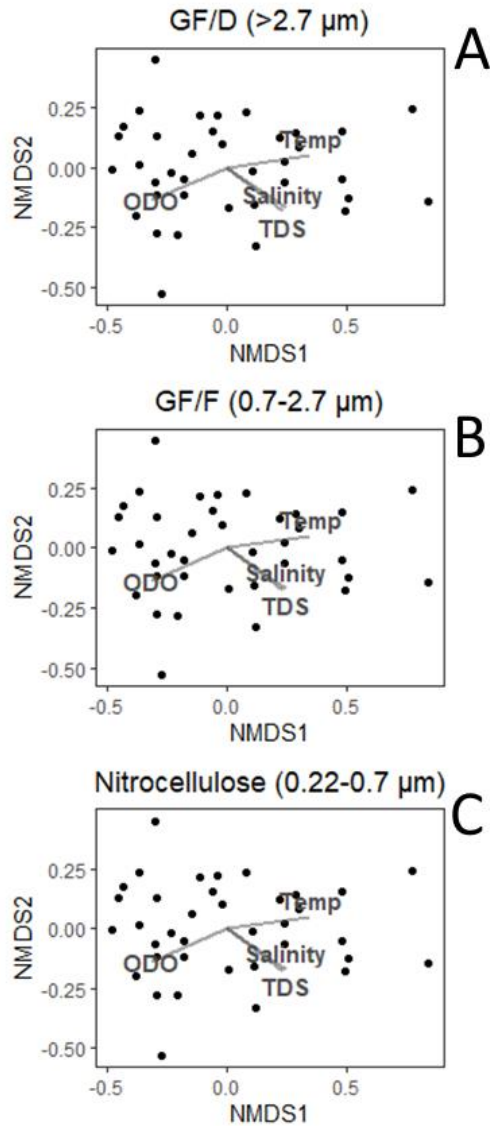 GF/D (>2.7 µm)
A
NMDS2
0.25
0.00
-0.25
-0.50
Temp
ODO
Salinity
TDS
-0.5
0.0
0.5
NMDS1
GF/F (0.7-2.7 µm)
B
NMDS2
0.25
0.00
-0.25
-0.50
Temp
ODO
Salinity
TDS
-0.5
0.0
0.5
NMDS1
Nitrocellulose (0.22-0.7 µm)
C
NMDS2
0.25
0.00
-0.25
-0.50
Temp
ODO
Salinity
TDS
-0.5
0.0
0.5
NMDS1